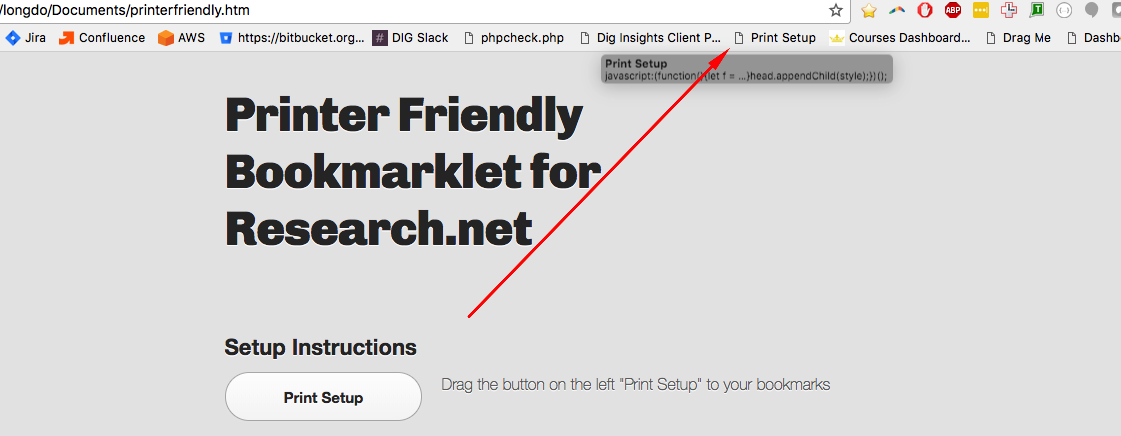 /longdo/Documents/printerfriendly.htm
ABP
T
Jira Confluence AWS https://bitbucket.org... # DIG Slack phpcheck.php Dig Insights Client P... Print Setup Courses Dashboard... Drag Me Dashb
Print Setup
javascript:(function(){let f = ...}head.appendChild(style);})();
Printer Friendly
Bookmarklet for
Research.net
Setup Instructions
Print Setup
Drag the button on the left "Print Setup" to your bookmarks